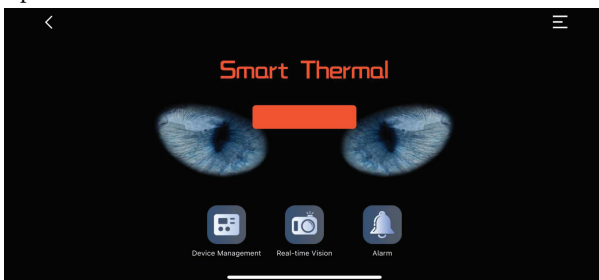 Smart Thermal
Device Management
Real-time Vision
Alarm